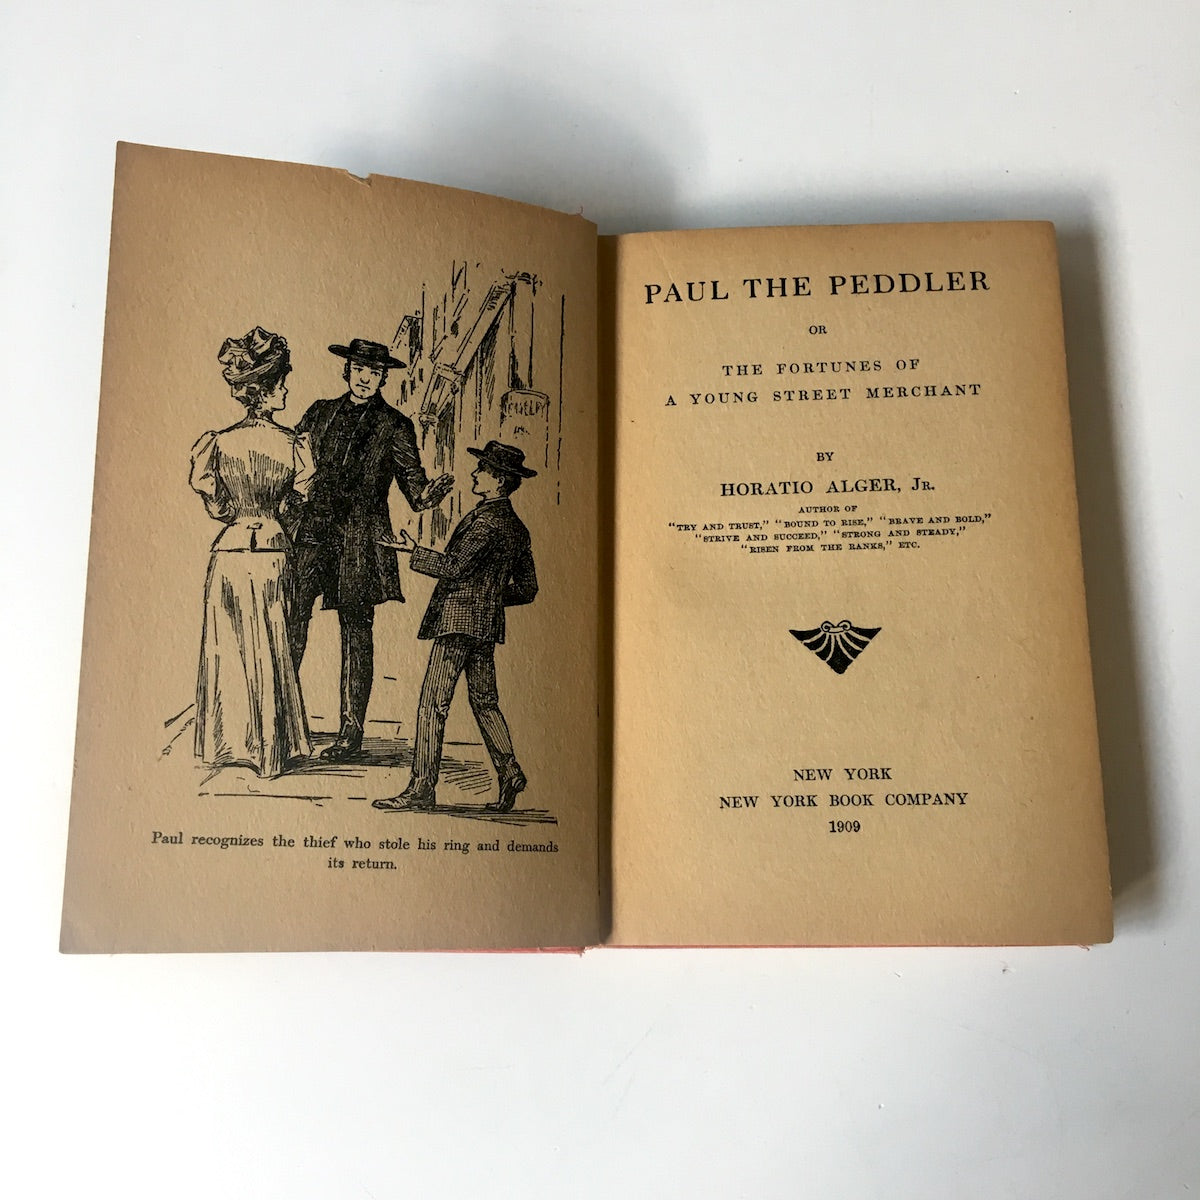 Paul recognizes the thief who stole his ring and demands
its return.
PAUL THE PEDDLER
OR
THE FORTUNES OF
A YOUNG STREET MERCHANT
BY
HORATIO ALGER, JR.
AUTHOR OF
"TRY AND TRUST," "BOUND TO RISE," "BRAVE AND BOLD,"
"STRIVE AND SUCCEED," "STRONG AND STEADY,"
"RISEN FROM THE RANKS," ETC.
NEW YORK
NEW YORK BOOK COMPANY
1909